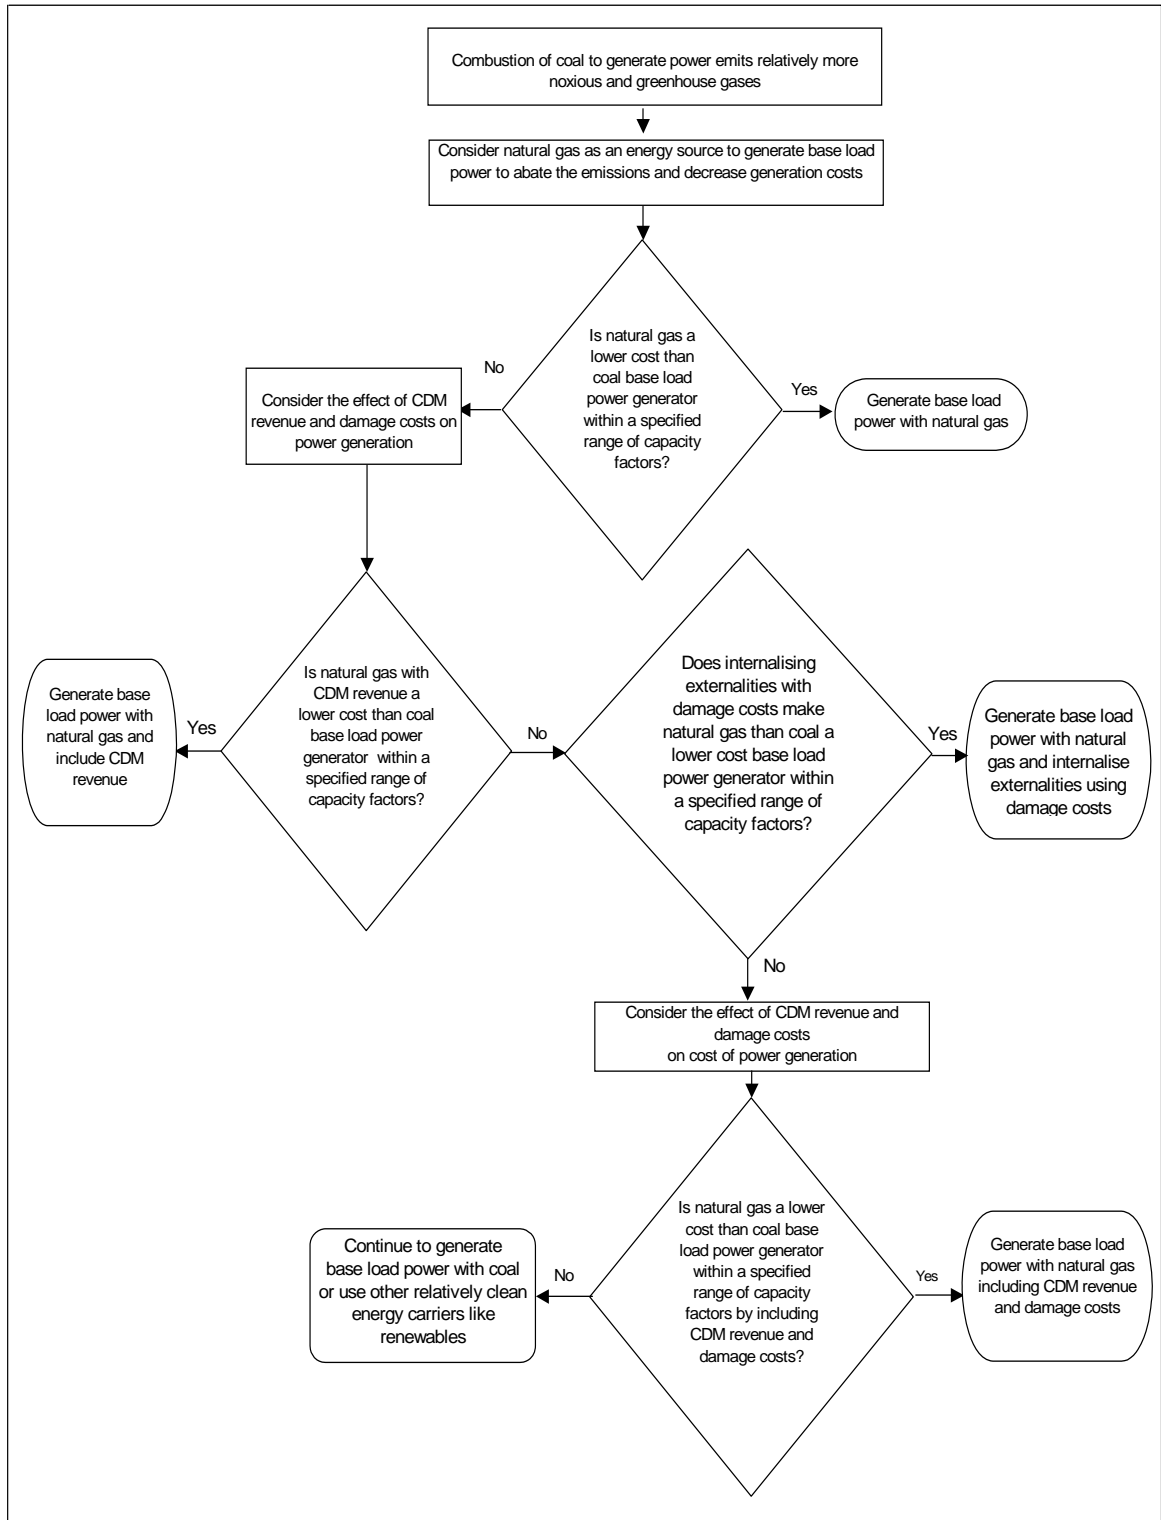 Combustion of coal to generate power emits relatively more
noxious and greenhouse gases
Consider natural gas as an energy source to generate base load
power to abate the emissions and decrease generation costs
Is natural gas a
lower cost than
coal base load
power generator
within a specified
range of capacity
factors?
No
Yes
Consider the effect of CDM
revenue and damage costs on
power generation
Generate base load
power with natural gas
Is natural gas with
CDM revenue a
lower cost than coal
base load power
generator within a
specified range of
capacity factors?
Yes
No
Generate base
load power with
natural gas and
include CDM
revenue
Does internalising
externalities with
damage costs make
natural gas than coal a
lower cost base load
power generator within
a specified range of
capacity factors?
Yes
No
Generate base load
power with natural
gas and internalise
externalities using
damage costs
Consider the effect of CDM revenue and
damage costs
on cost of power generation
Is natural gas a lower
cost than coal base
load power generator
within a specified
range of capacity
factors by including
CDM revenue and
damage costs?
No
Yes
Continue to generate
base load power with coal
or use other relatively clean
energy carriers like
renewables
Generate base load
power with natural gas
including CDM revenue
and damage costs